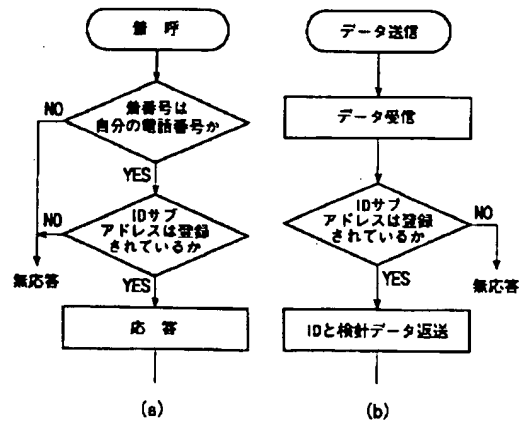 着 呼
着番号は
自分の電話番号か
NO
YES
IDサブ
アドレスは登録
されているか
NO
無応答
YES
応 答
(a)
データ送信
データ受信
IDサブ
アドレスは登録
されているか
NO
無応答
YES
IDと検針データ返送
(b)